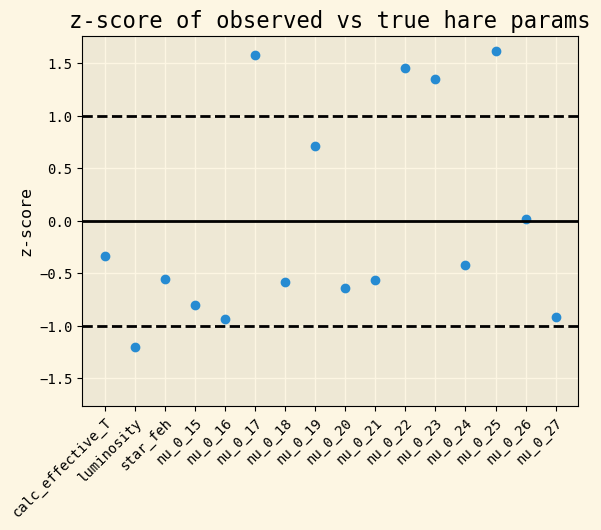 z-score of observed vs true hare params
z-score
1.5
1.0
0.5
0.0
−0.5
−1.0
−1.5
calc_effective_T
luminosity
star_feh
nu_0_15
nu_0_16
nu_0_17
nu_0_18
nu_0_19
nu_0_20
nu_0_21
nu_0_22
nu_0_23
nu_0_24
nu_0_25
nu_0_26
nu_0_27